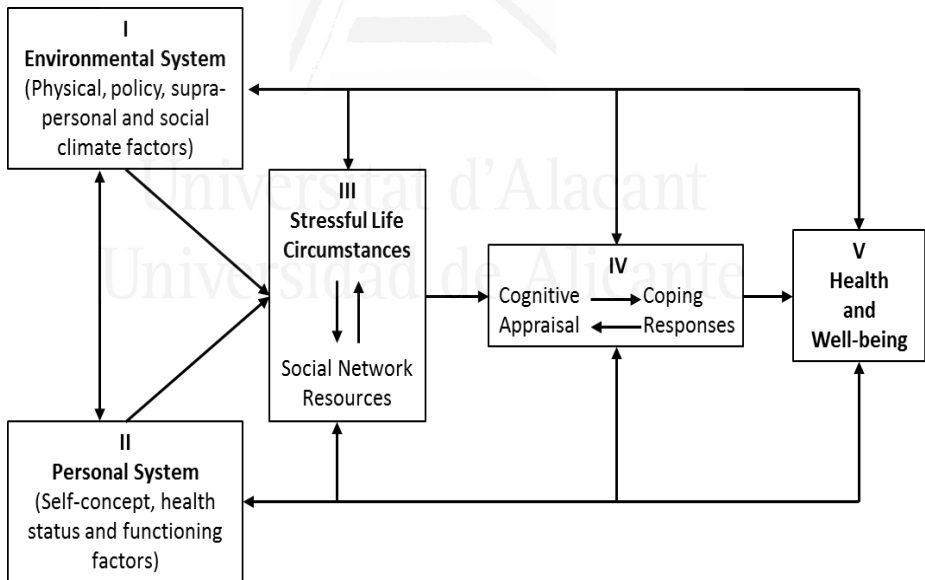 I
Environmental System
(Physical, policy, supra-
personal and social
climate factors)
III
Stressful Life
Circumstances
Social Network
Resources
IV
Cognitive Coping
Appraisal Responses
V
Health
and
Well-being
II
Personal System
(Self-concept, health
status and functioning
factors)
Universitat d'Alacant
Universidad de Alicante